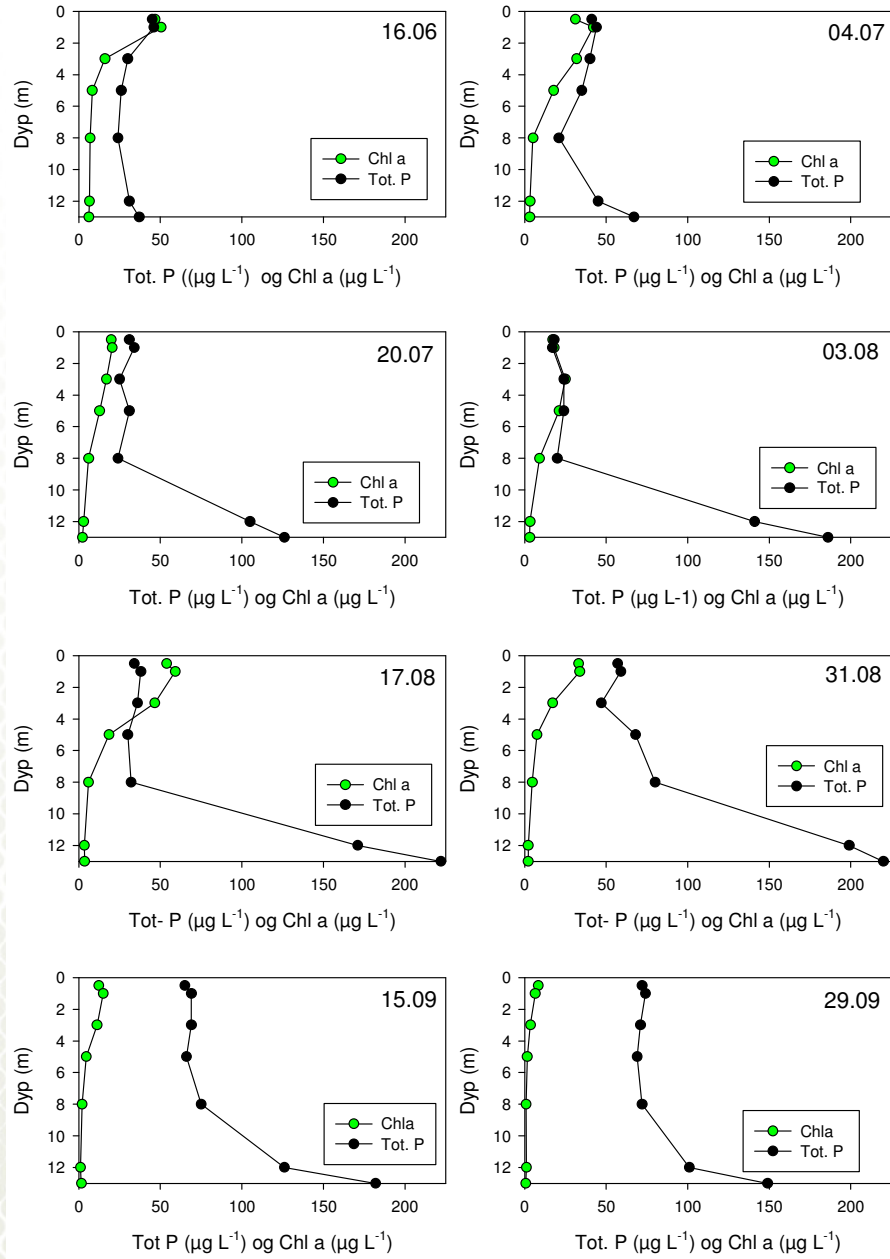 16.06
Dyp (m)
0
2
4
6
8
10
12
Chl a
Tot. P
0 50 100 150 200
Tot. P ((µg L⁻¹) og Chl a (µg L⁻¹)
04.07
Dyp (m)
0
2
4
6
8
10
12
Chl a
Tot. P
0 50 100 150 200
Tot. P (µg L⁻¹) og Chl a (µg L⁻¹)
20.07
Dyp (m)
0
2
4
6
8
10
12
Chl a
Tot. P
0 50 100 150 200
Tot. P (µg L⁻¹) og Chl a (µg L⁻¹)
03.08
Dyp (m)
0
2
4
6
8
10
12
Chl a
Tot. P
0 50 100 150 200
Tot. P (µg L-1) og Chl a (µg L⁻¹)
17.08
Dyp (m)
0
2
4
6
8
10
12
Chl a
Tot. P
0 50 100 150 200
Tot- P (µg L⁻¹) og Chl a (µg L⁻¹)
31.08
Dyp (m)
0
2
4
6
8
10
12
Chl a
Tot. P
0 50 100 150 200
Tot- P (µg L⁻¹) og Chl a (µg L⁻¹)
15.09
Dyp (m)
0
2
4
6
8
10
12
Chla
Tot. P
0 50 100 150 200
Tot P (µg L⁻¹) og Chl a (µg L⁻¹)
29.09
Dyp (m)
0
2
4
6
8
10
12
Chla
Tot. P
0 50 100 150 200
Tot. P (µg L⁻¹) og Chl a (µg L⁻¹)